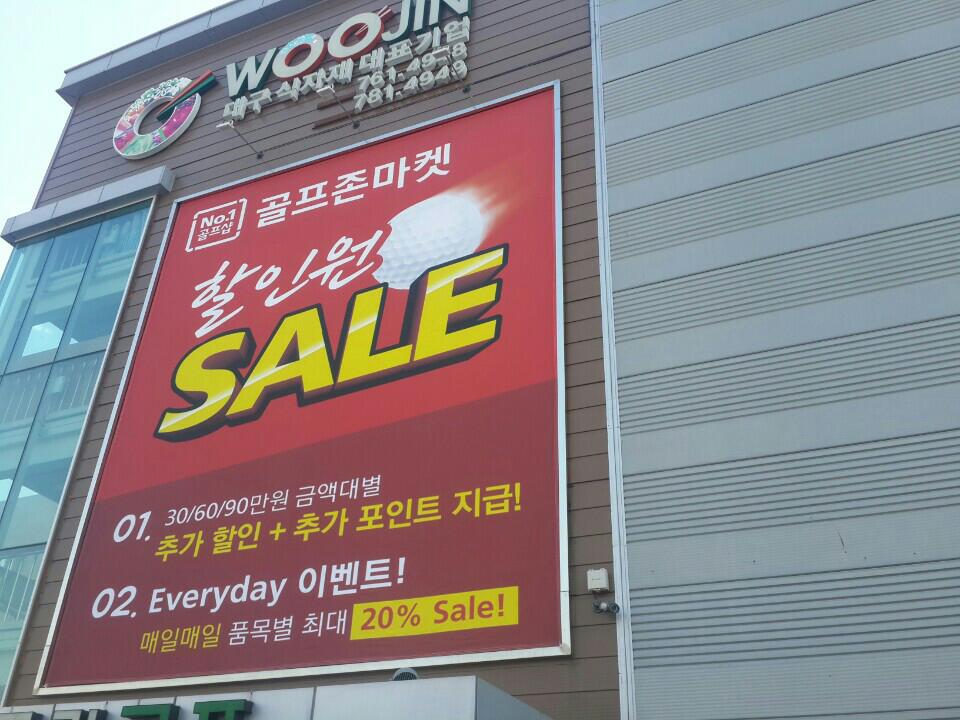 WOOJIN
대구 식자재 대표기업
761-4949
No.1
골프샵
골프존마켓
할인원
SALE
01. 30/60/90만원 금액대별
추가 할인 + 추가 포인트 지급!
02. Everyday 이벤트!
매일매일 품목별 최대 20% Sale!